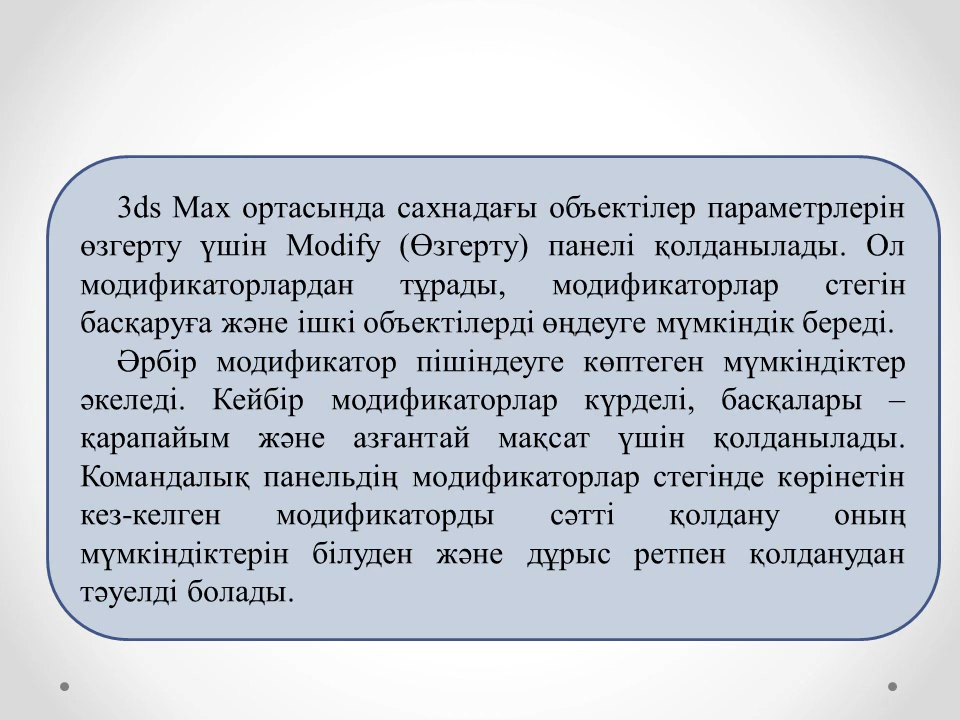 3ds Max ортасында сахнадағы объектілер параметрлерін
өзгерту үшін Modify (Өзгерту) панелі қолданылады. Ол
модификаторлардан тұрады, модификаторлар стегін
басқаруға және ішкі объектілерді өңдеуге мүмкіндік береді.
Әрбір модификатор пішіндеуге көптеген мүмкіндіктер
әкеледі. Кейбір модификаторлар күрделі, басқалары –
қарапайым және азғантай мақсат үшін қолданылады.
Командалық панельдің модификаторлар стегінде көрінетін
кез-келген модификаторды сәтті қолдану оның
мүмкіндіктерін білуден және дұрыс ретпен қолданудан
тәуелді болады.